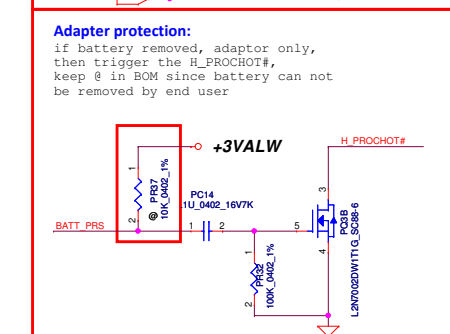 Adapter protection:
if battery removed, adaptor only,
then trigger the H_PROCHOT#,
keep @ in BOM since battery can not
be removed by end user
+3VALW
H_PROCHOT#
1
@ PR37
10K_0402_1%
2
PC14
.1U_0402_16V7K
BATT_PRS
1
2
5
3
4
PQ3B
L2N7002DW1T1G_SC88-6
1
PR32
100K_0402_1%
2